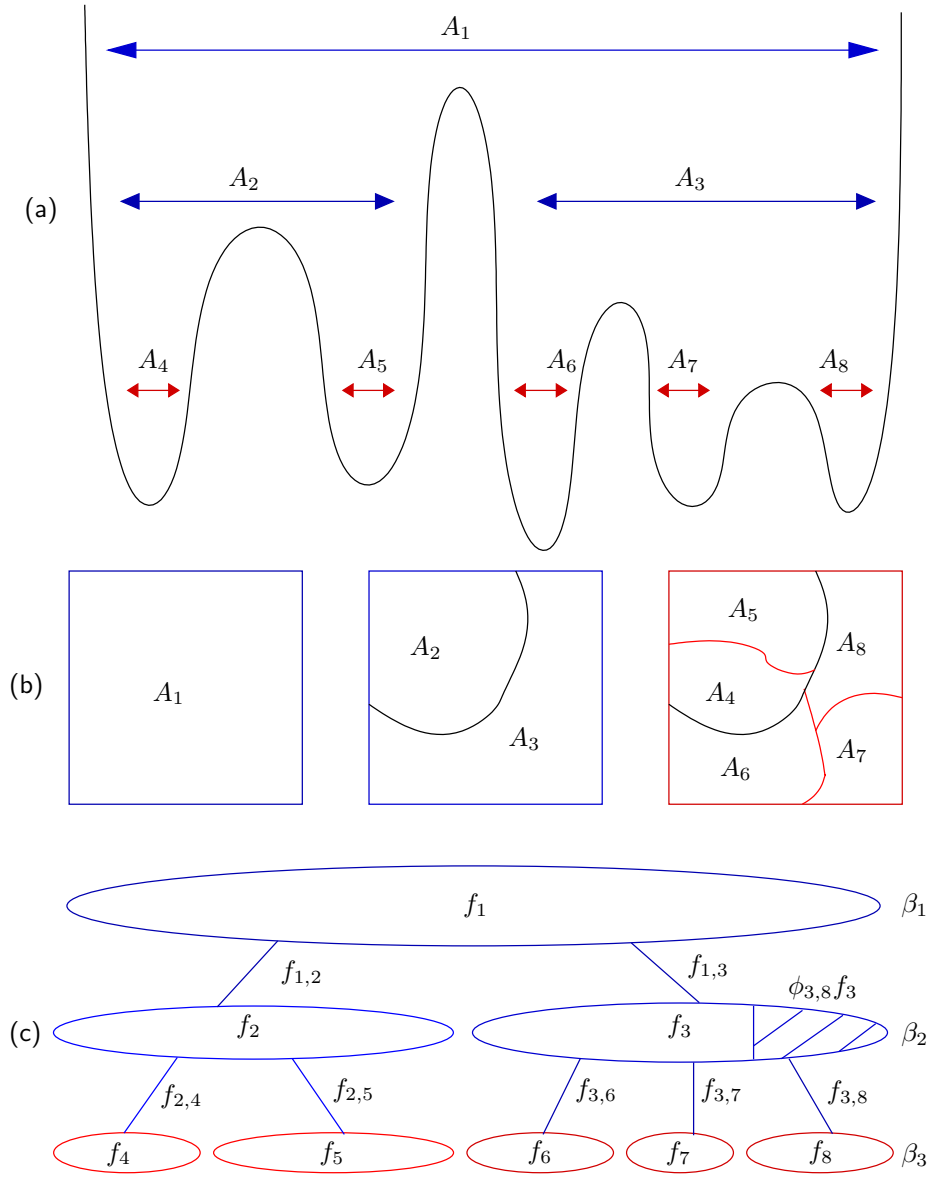 A₁
A₂ A₃
(a)
A₄ A₅ A₆ A₇ A₈
A₅
A₂ A₈
(b) A₁ A₄
A₃ A₆ A₇
f₁ β₁
f₁,₂ f₁,₃ ϕ₃,₈f₃
(c) f₂ f₃ β₂
f₂,₄ f₂,₅ f₃,₆ f₃,₇ f₃,₈
f₄ f₅ f₆ f₇ f₈ β₃